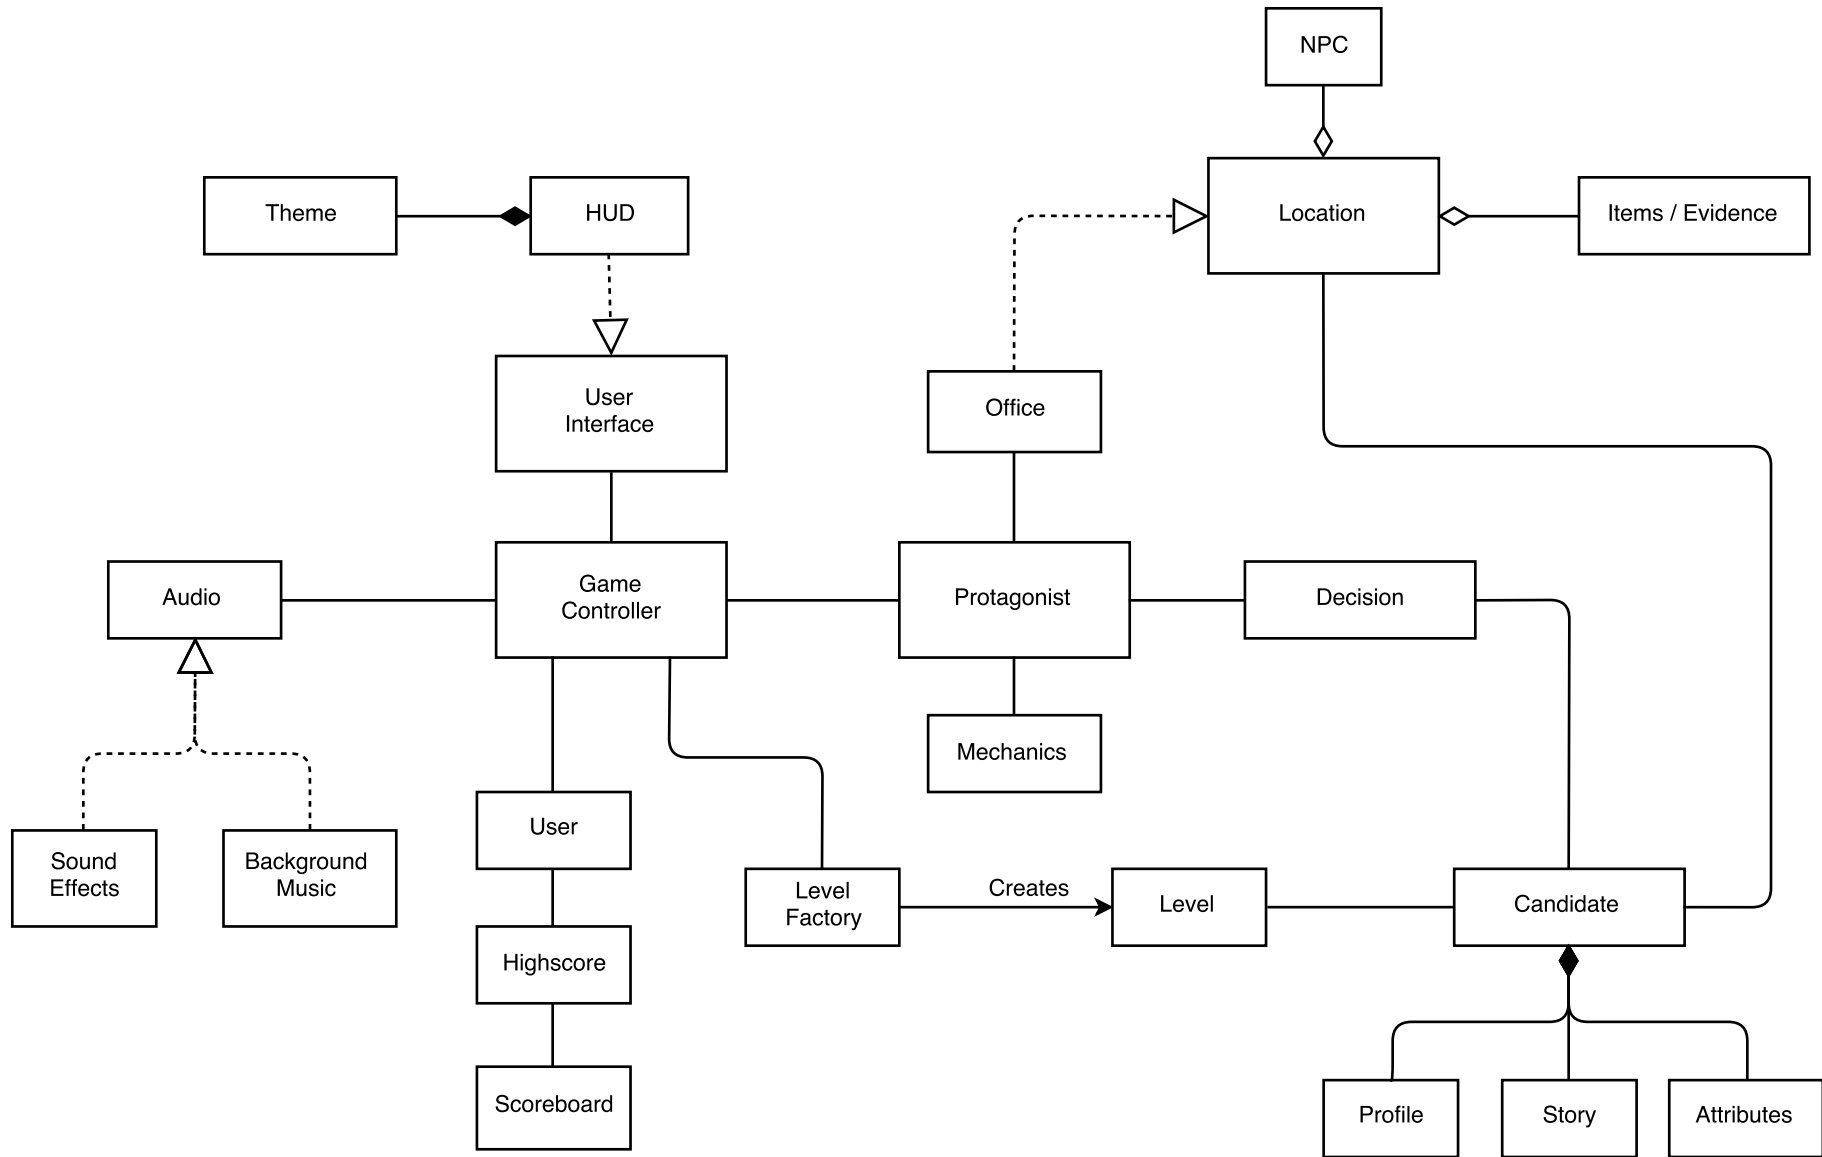 NPC
Theme
HUD
Location
Items / Evidence
User
Interface
Office
Audio
Game
Controller
Protagonist
Decision
Mechanics
Sound
Effects
Background
Music
User
Level
Factory
Creates
Level
Candidate
Highscore
Scoreboard
Profile
Story
Attributes